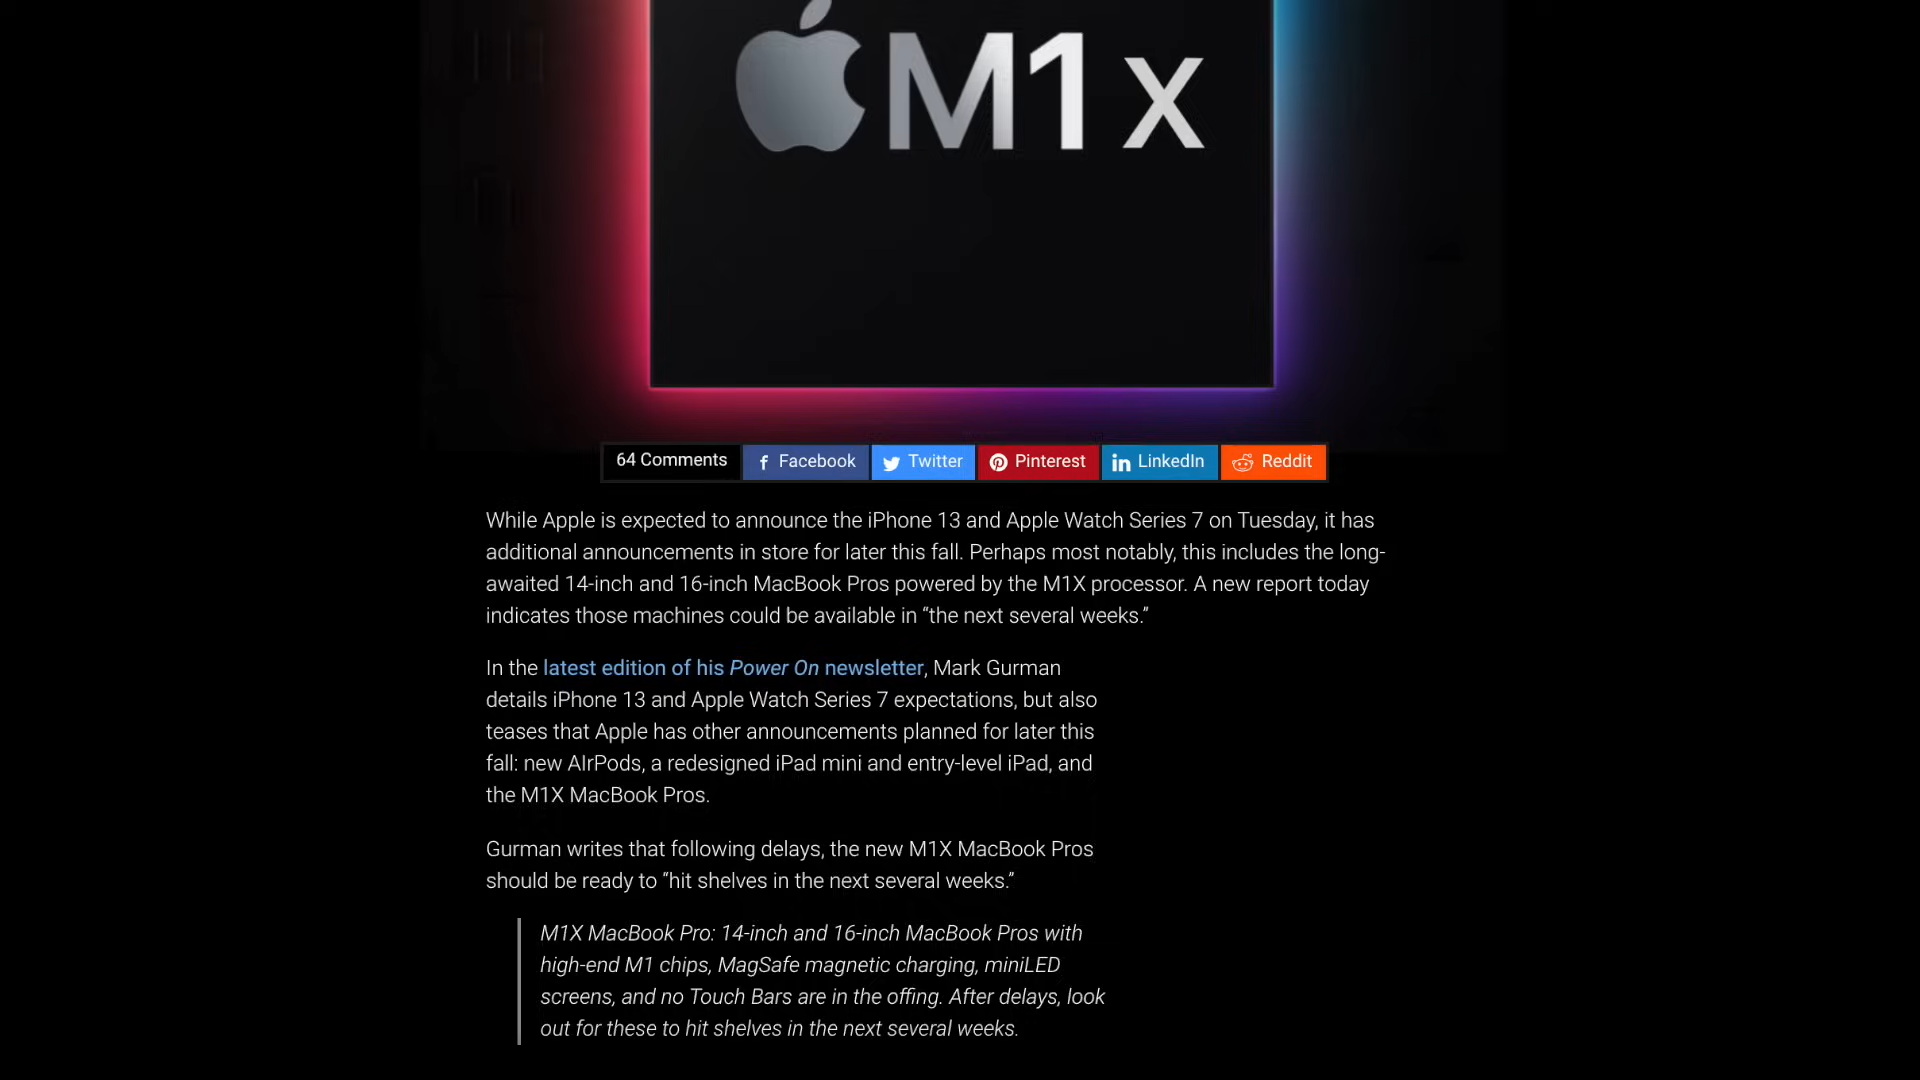 M1x
64 Comments
Facebook
Twitter
Pinterest
LinkedIn
Reddit
While Apple is expected to announce the iPhone 13 and Apple Watch Series 7 on Tuesday, it has
additional announcements in store for later this fall. Perhaps most notably, this includes the long-
awaited 14-inch and 16-inch MacBook Pros powered by the M1X processor. A new report today
indicates those machines could be available in “the next several weeks.”
In the latest edition of his Power On newsletter, Mark Gurman
details iPhone 13 and Apple Watch Series 7 expectations, but also
teases that Apple has other announcements planned for later this
fall: new AIrPods, a redesigned iPad mini and entry-level iPad, and
the M1X MacBook Pros.
Gurman writes that following delays, the new M1X MacBook Pros
should be ready to “hit shelves in the next several weeks.”
M1X MacBook Pro: 14-inch and 16-inch MacBook Pros with
high-end M1 chips, MagSafe magnetic charging, miniLED
screens, and no Touch Bars are in the offing. After delays, look
out for these to hit shelves in the next several weeks.